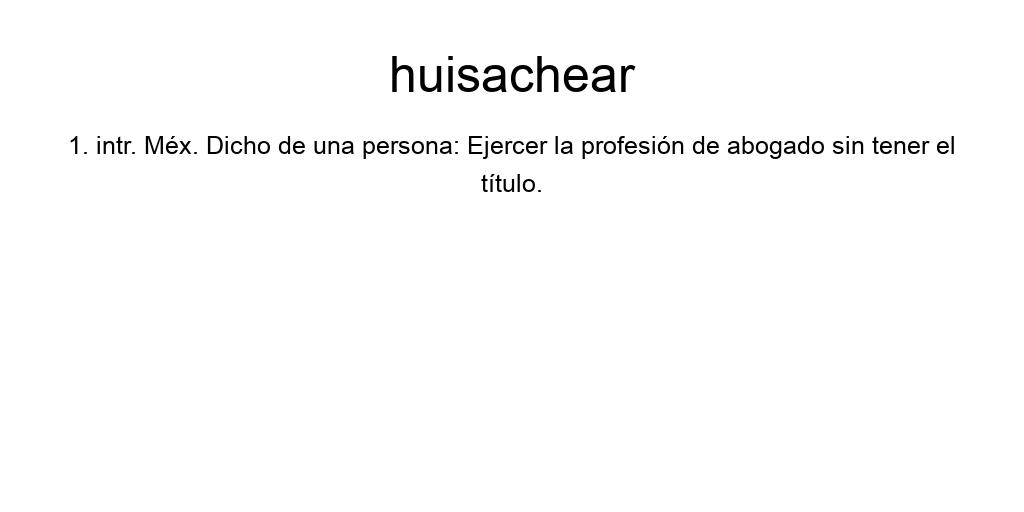 huisachear
1. intr. Méx. Dicho de una persona: Ejercer la profesión de abogado sin tener el
título.